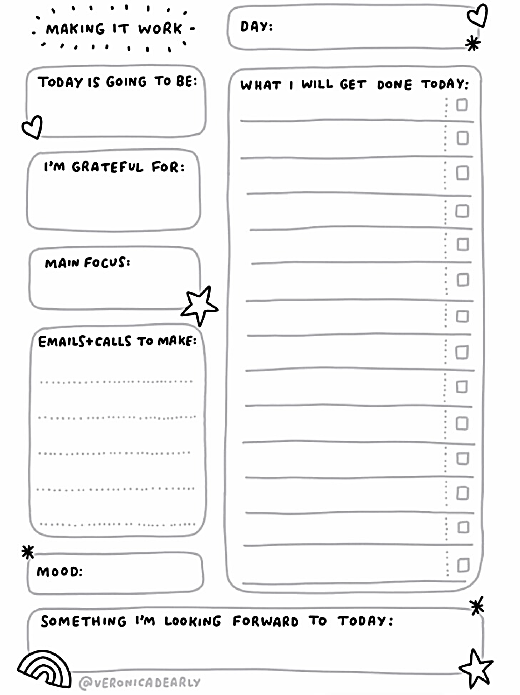 MAKING IT WORK
DAY:
TODAY IS GOING TO BE:
I'M GRATEFUL FOR:
MAIN FOCUS:
EMAILS+CALLS TO MAKE:
MOOD:
WHAT I WILL GET DONE TODAY:
SOMETHING I'M LOOKING FORWARD TO TODAY:
@VERONICADEARLY